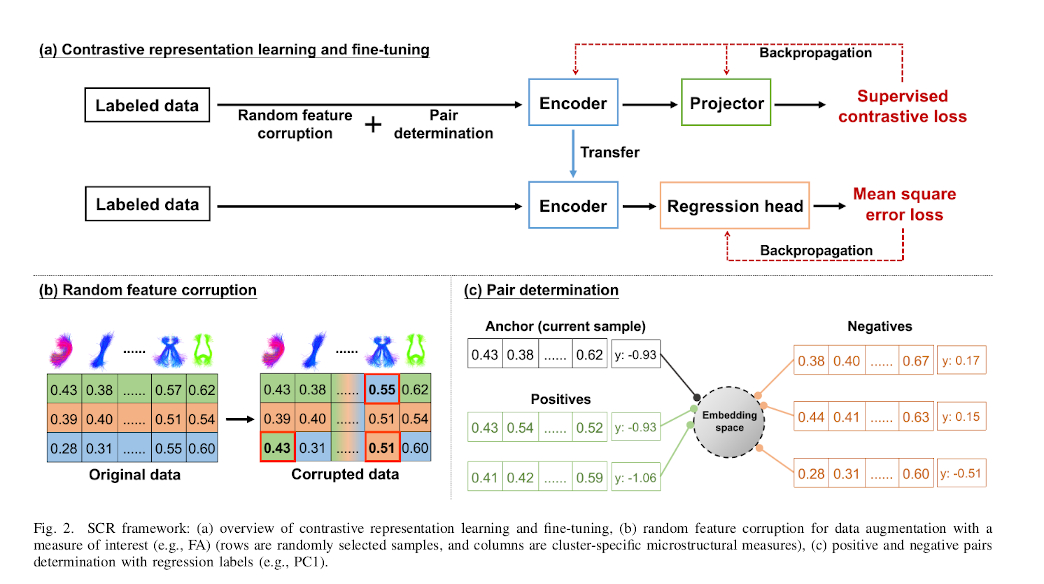 (a) Contrastive representation learning and fine-tuning
Backpropagation
Labeled data
Random feature
corruption
+
Pair
determination
Encoder
Projector
Supervised
contrastive loss
Transfer
Labeled data
Encoder
Regression head
Mean square
error loss
Backpropagation
(b) Random feature corruption
......
0.43 0.38 ...... 0.57 0.62
0.39 0.40 ...... 0.51 0.54
0.28 0.31 ...... 0.55 0.60
Original data
......
0.43 0.38 ...... 0.55 0.62
0.39 0.40 ...... 0.51 0.54
0.43 0.31 ...... 0.51 0.60
Corrupted data
(c) Pair determination
Anchor (current sample)
0.43 0.38 ...... 0.62 y: -0.93
Positives
0.43 0.54 ...... 0.52 y: -0.93
0.41 0.42 ...... 0.59 y: -1.06
Embedding
space
Negatives
0.38 0.40 ...... 0.67 y: 0.17
0.44 0.41 ...... 0.63 y: 0.15
0.28 0.31 ...... 0.60 y: -0.51
Fig. 2. SCR framework: (a) overview of contrastive representation learning and fine-tuning, (b) random feature corruption for data augmentation with a
measure of interest (e.g., FA) (rows are randomly selected samples, and columns are cluster-specific microstructural measures), (c) positive and negative pairs
determination with regression labels (e.g., PC1).